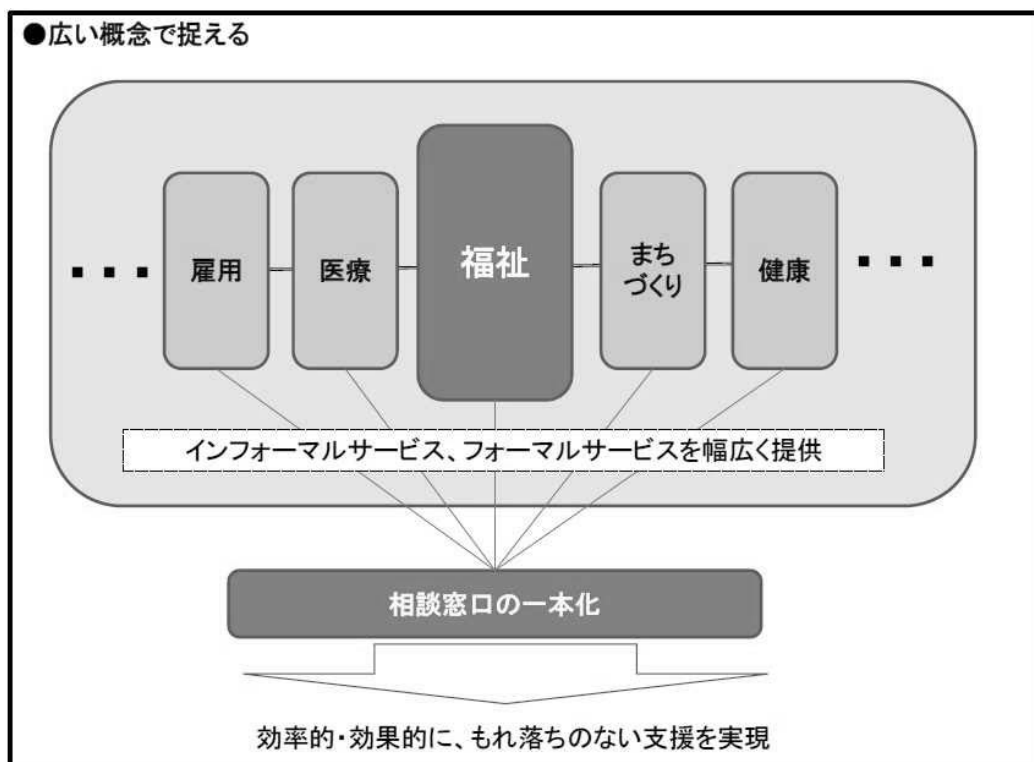 ●広い概念で捉える
・・・
雇用
医療
福祉
まち
づくり
健康
・・・
インフォーマルサービス、フォーマルサービスを幅広く提供
相談窓口の一本化
効率的・効果的に、もれ落ちのない支援を実現